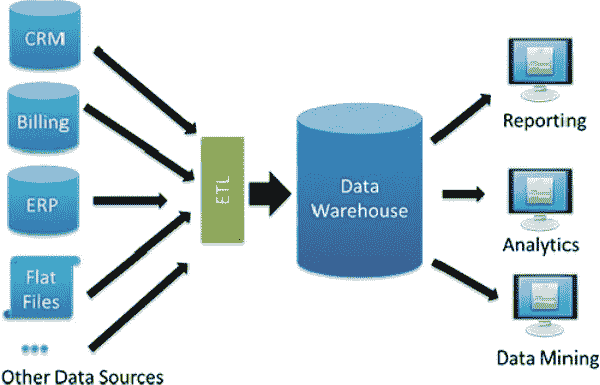 CRM
Billing
ERP
Flat
Files
Other Data Sources
ETL
Data
Warehouse
Reporting
Analytics
Data Mining